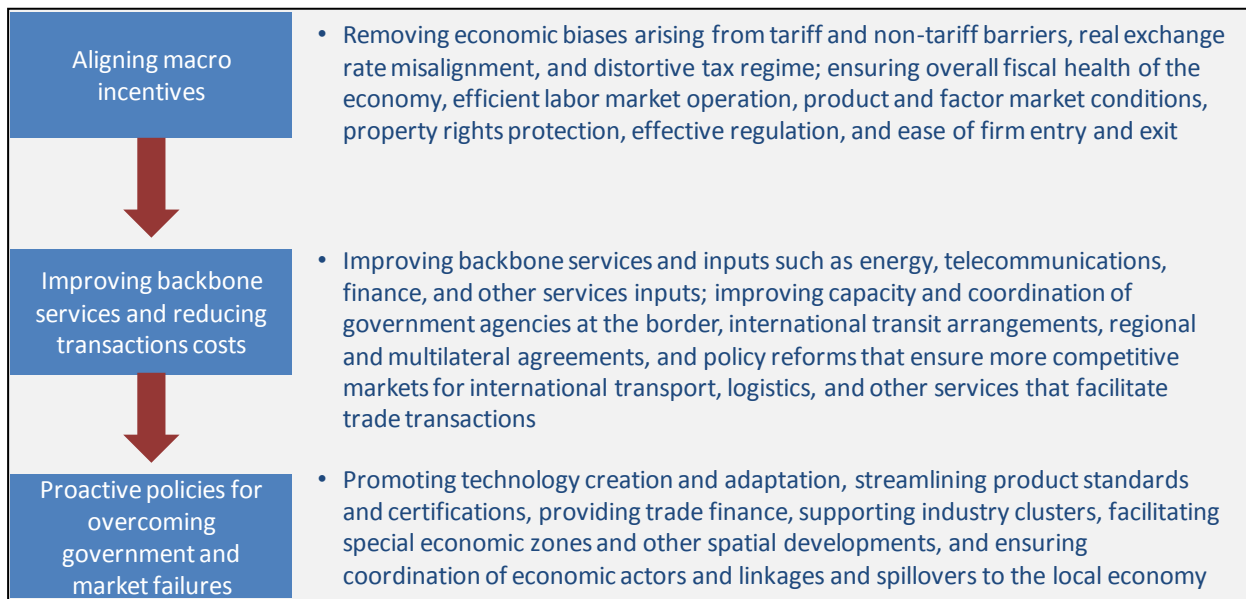 Aligning macro
incentives
• Removing economic biases arising from tariff and non-tariff barriers, real exchange
rate misalignment, and distortive tax regime; ensuring overall fiscal health of the
economy, efficient labor market operation, product and factor market conditions,
property rights protection, effective regulation, and ease of firm entry and exit
Improving backbone
services and reducing
transactions costs
• Improving backbone services and inputs such as energy, telecommunications,
finance, and other services inputs; improving capacity and coordination of
government agencies at the border, international transit arrangements, regional
and multilateral agreements, and policy reforms that ensure more competitive
markets for international transport, logistics, and other services that facilitate
trade transactions
Proactive policies for
overcoming
government and
market failures
• Promoting technology creation and adaptation, streamlining product standards
and certifications, providing trade finance, supporting industry clusters, facilitating
special economic zones and other spatial developments, and ensuring
coordination of economic actors and linkages and spillovers to the local economy